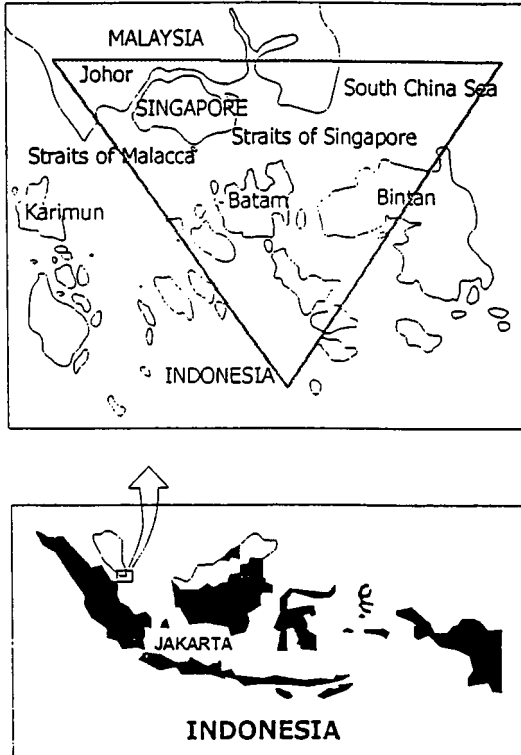 MALAYSIA
Johor
South China Sea
SINGAPORE
Straits of Singapore
Straits of Malacca
Karimun
Batam
Bintan
INDONESIA
JAKARTA
INDONESIA